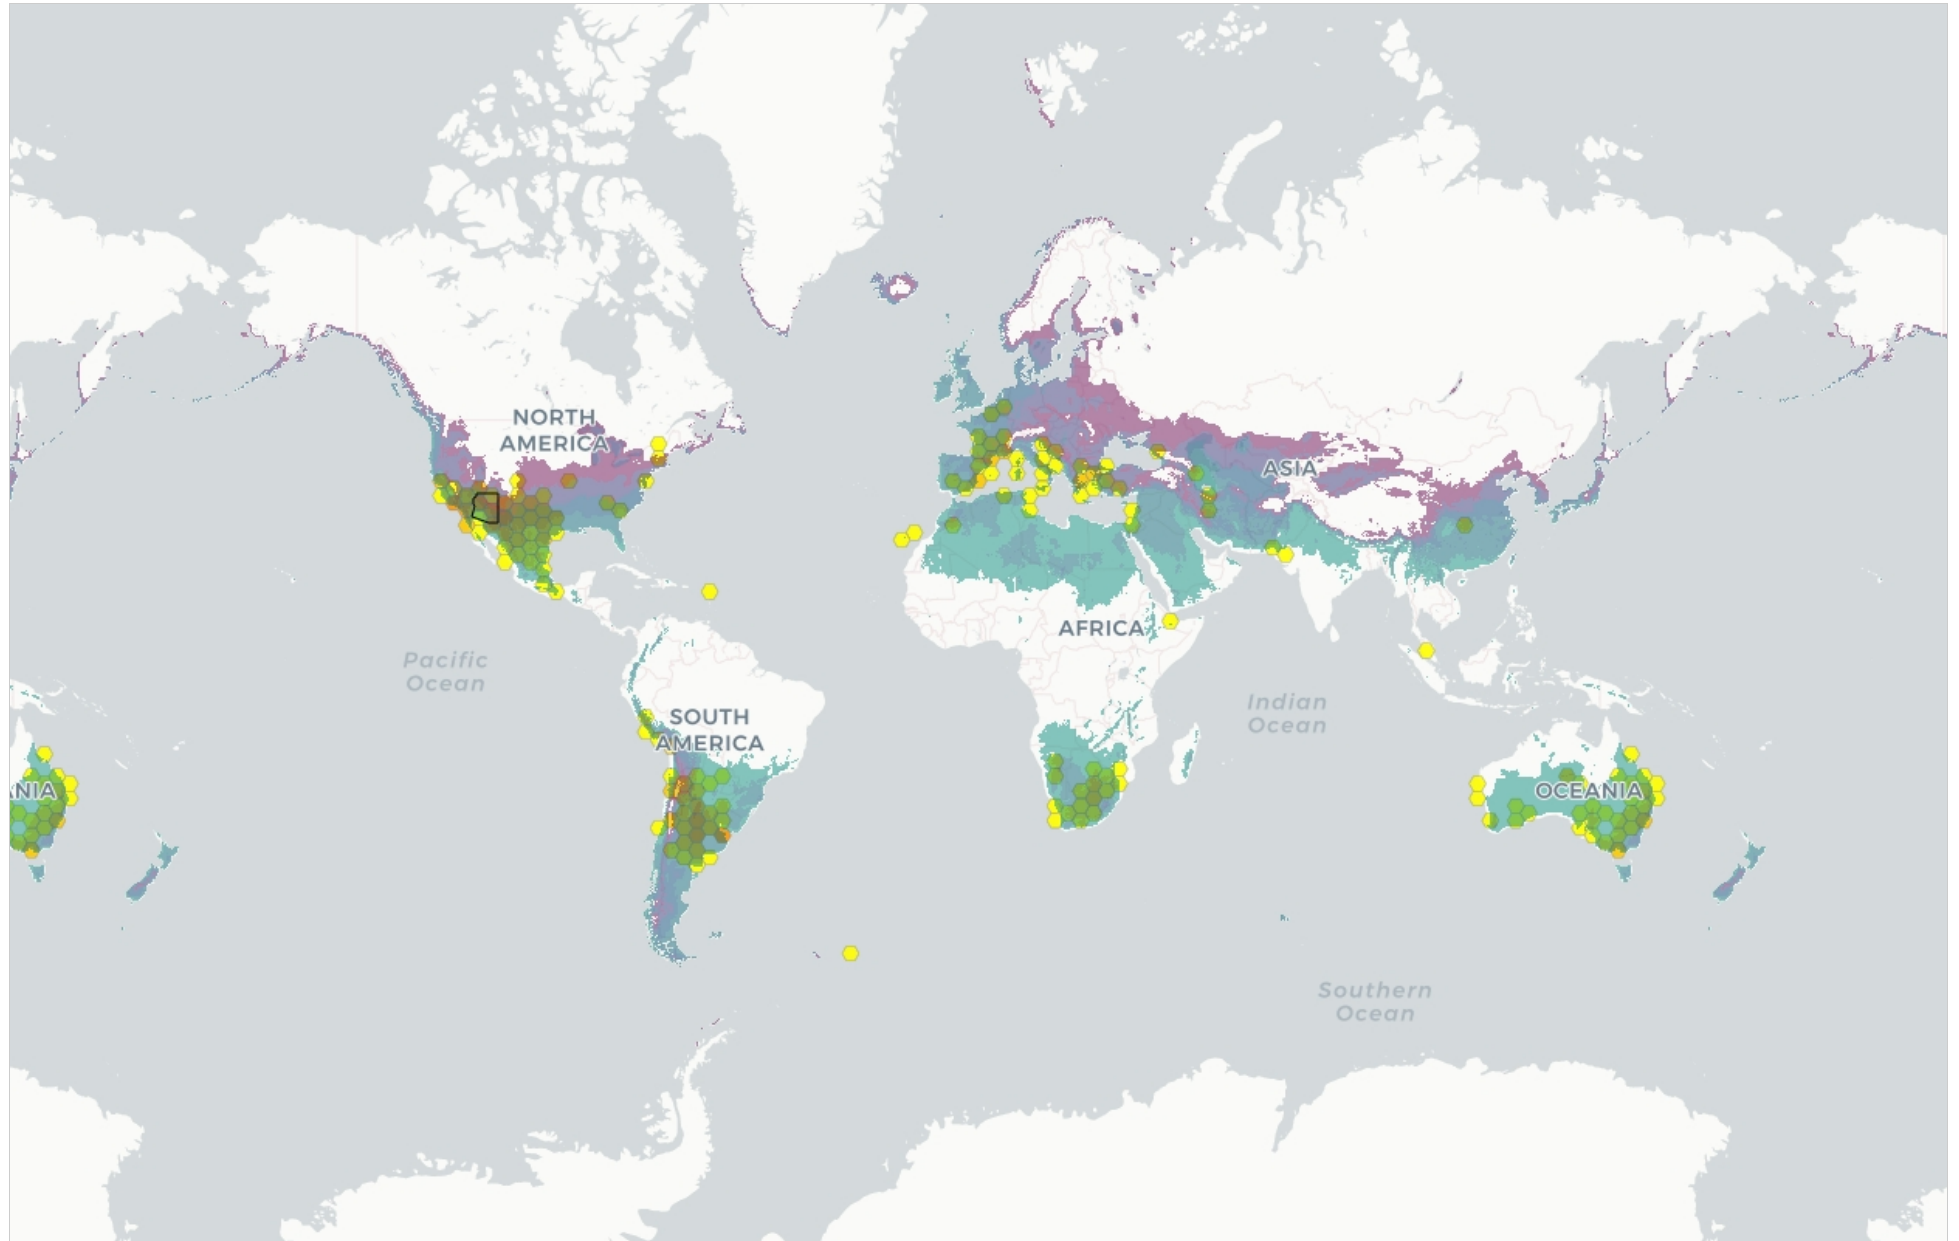 NORTH
AMERICA
ASIA
AFRICA
Pacific
Ocean
SOUTH
AMERICA
Indian
Ocean
NIA
OCEANIA
Southern
Ocean